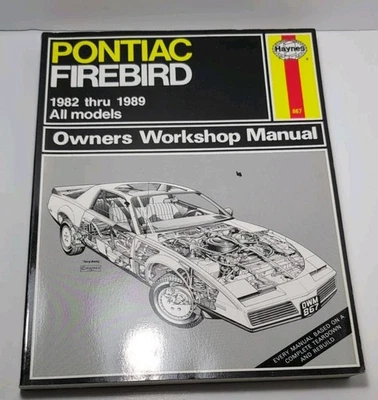 PONTIAC
FIREBIRD
1982 thru 1989
All models
Haynes
867
Owners Workshop Manual
OWM
867
EVERY MANUAL BASED ON A
COMPLETE TEARDOWN
AND REBUILD